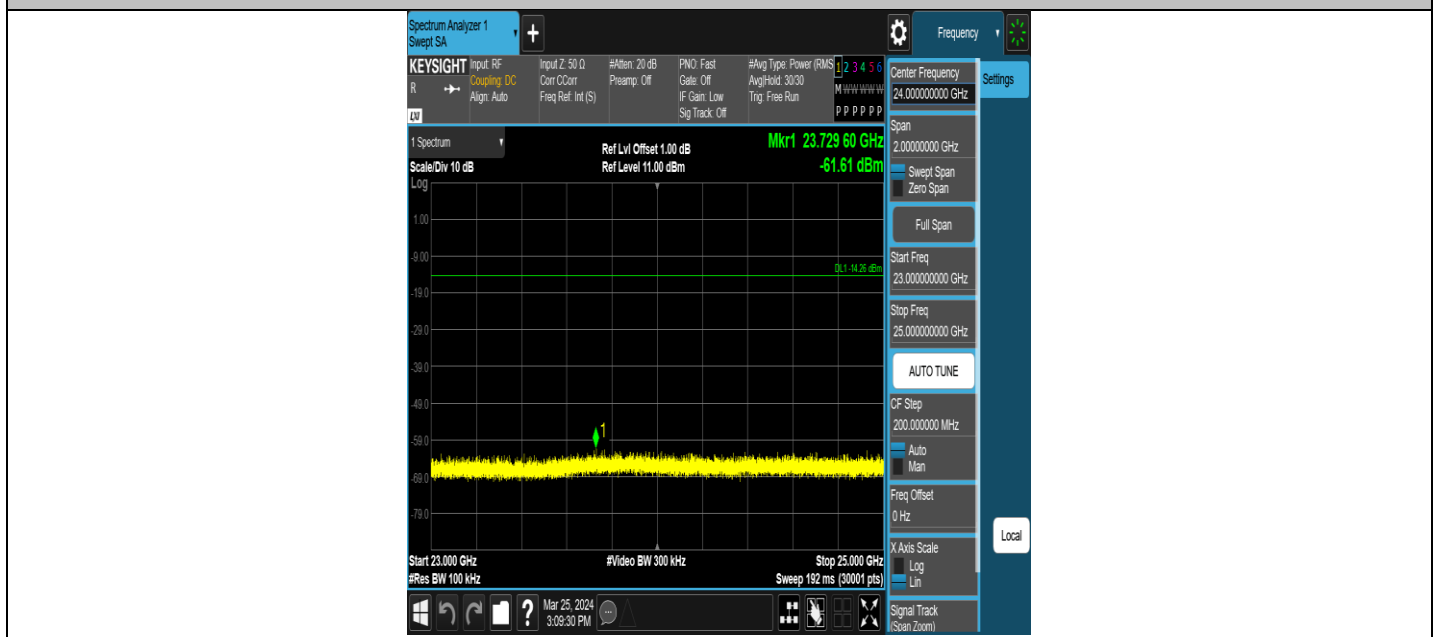 Spectrum Analyzer 1
Swept SA
+
Frequency
KEYSIGHT
R
LXI
Input: RF
Coupling: DC
Align: Auto
Input Z: 50 Ω
Corr CCorr
Freq Ref: Int (S)
#Atten: 20 dB
Preamp: Off
PNO: Fast
Gate: Off
IF Gain: Low
Sig Track: Off
#Avg Type: Power (RMS
Avg|Hold: 30/30
Trig: Free Run
1 2 3 4 5 6
M W W W W W
P P P P P P
1 Spectrum
Scale/Div 10 dB
Log
Ref Lvl Offset 1.00 dB
Ref Level 11.00 dBm
Mkr1 23.729 60 GHz
-61.61 dBm
1.00
-9.00
DL1 -14.26 dBm
-19.0
-29.0
-39.0
-49.0
1
-59.0
-69.0
-79.0
Start 23.000 GHz
#Video BW 300 kHz
Stop 25.000 GHz
#Res BW 100 kHz
Sweep 192 ms (30001 pts)
?
Mar 25, 2024
3:09:30 PM
Center Frequency
24.000000000 GHz
Settings
Span
2.00000000 GHz
Swept Span
Zero Span
Full Span
Start Freq
23.000000000 GHz
Stop Freq
25.000000000 GHz
AUTO TUNE
CF Step
200.000000 MHz
Auto
Man
Freq Offset
0 Hz
Local
X Axis Scale
Log
Lin
Signal Track
(Span Zoom)